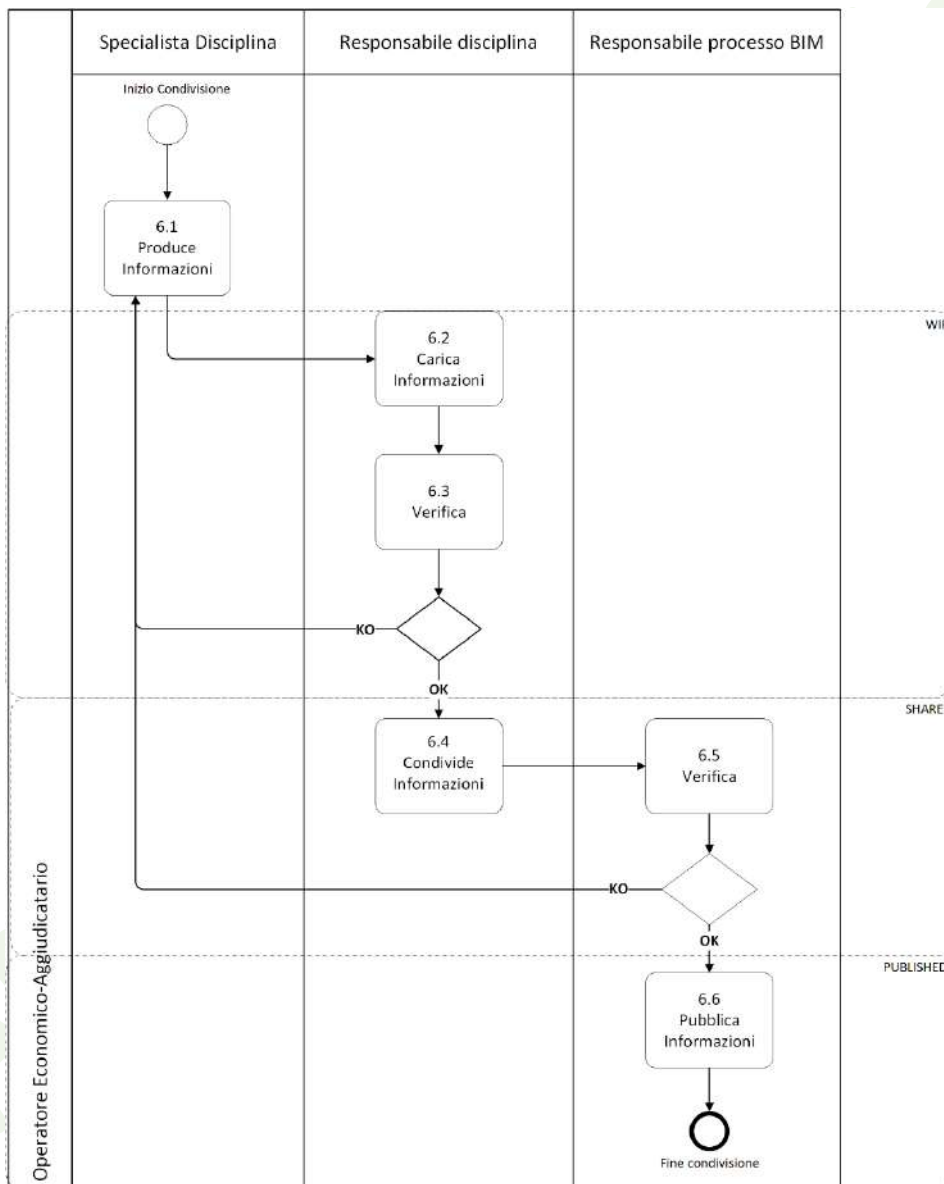 Specialista Disciplina
Responsabile disciplina
Responsabile processo BIM
Inizio Condivisione
6.1
Produce
Informazioni
WIP
6.2
Carica
Informazioni
6.3
Verifica
KO
OK
SHARE
6.4
Condivide
Informazioni
6.5
Verifica
KO
OK
PUBLISHED
6.6
Pubblica
Informazioni
Fine condivisione
Operatore Economico-Aggiudicatario